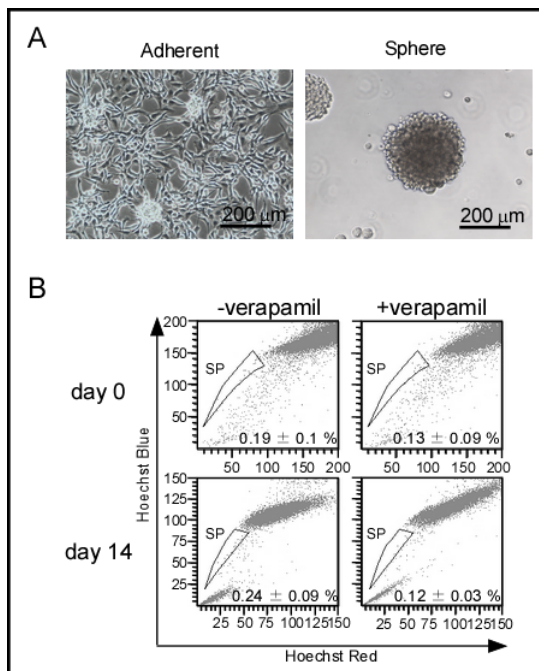 A
Adherent Sphere
200 μm 200 μm
B
-verapamil +verapamil
day 0
Hoechst Blue
200
150
100
50
SP
0.19 ± 0.1 %
50 100 150 200
SP
0.13 ± 0.09 %
50 100 150 200
day 14
150
125
100
75
50
25
SP
0.24 ± 0.09 %
25 50 75 100 125 150
SP
0.12 ± 0.03 %
25 50 75 100 125 150
Hoechst Red